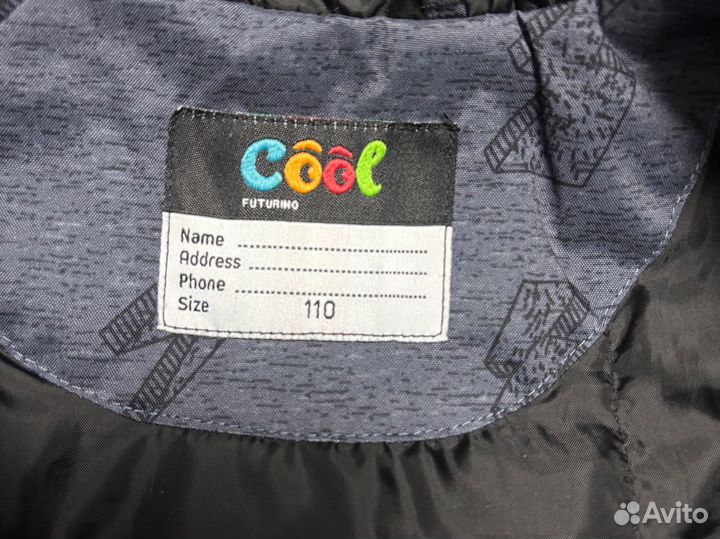 Cool
FUTURINO
Name
Address
Phone
Size 110
Avito